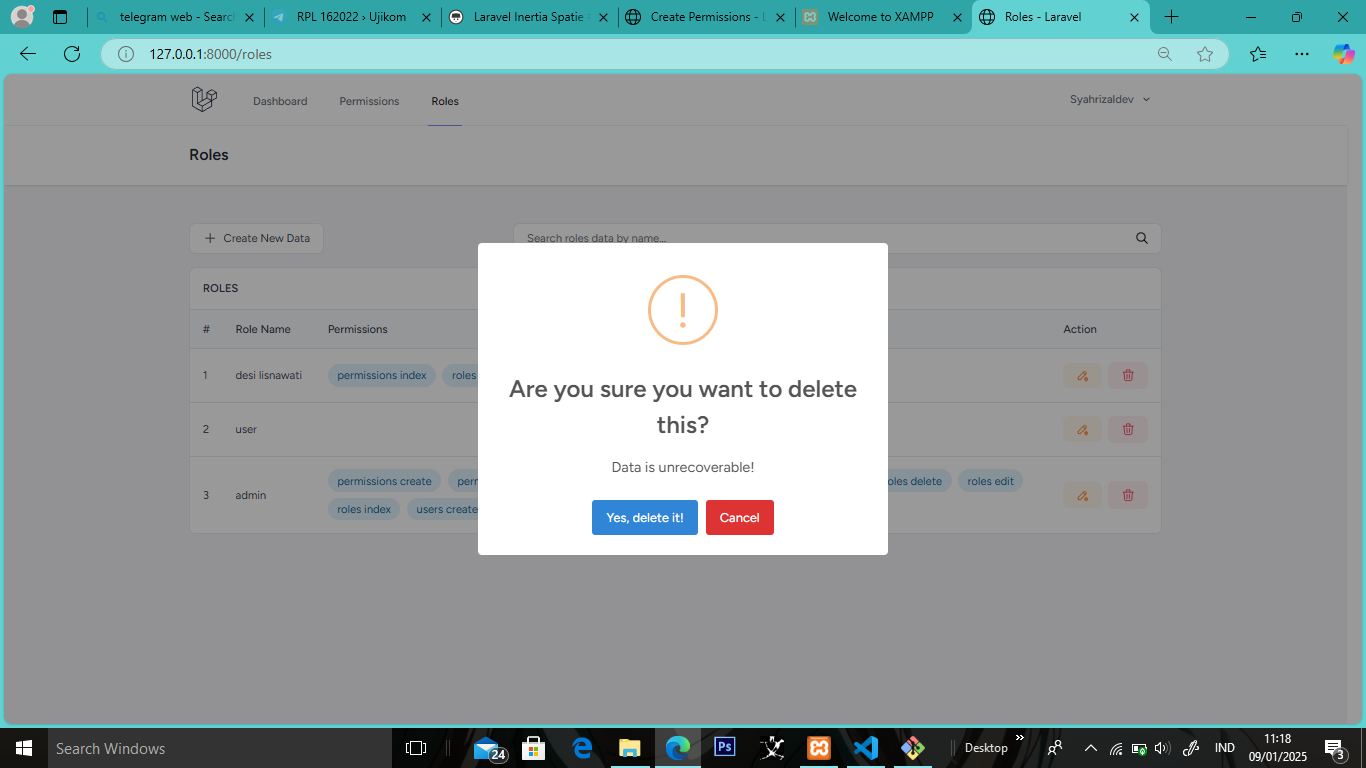 telegram web - Search
RPL 162022 › Ujikom
Laravel Inertia Spatie
Create Permissions - L
Welcome to XAMPP
Roles - Laravel
127.0.0.1:8000/roles
Dashboard
Permissions
Roles
Syahrizaldev
Roles
Create New Data
Search roles data by name...
ROLES
# Role Name Permissions Action
1 desi lisnawati permissions index roles
2 user
permissions create perm
oles delete roles edit
3 admin
roles index users create
!
Are you sure you want to delete
this?
Data is unrecoverable!
Yes, delete it! Cancel
Search Windows
24
Ps
Desktop
IND
11:18
09/01/2025
3